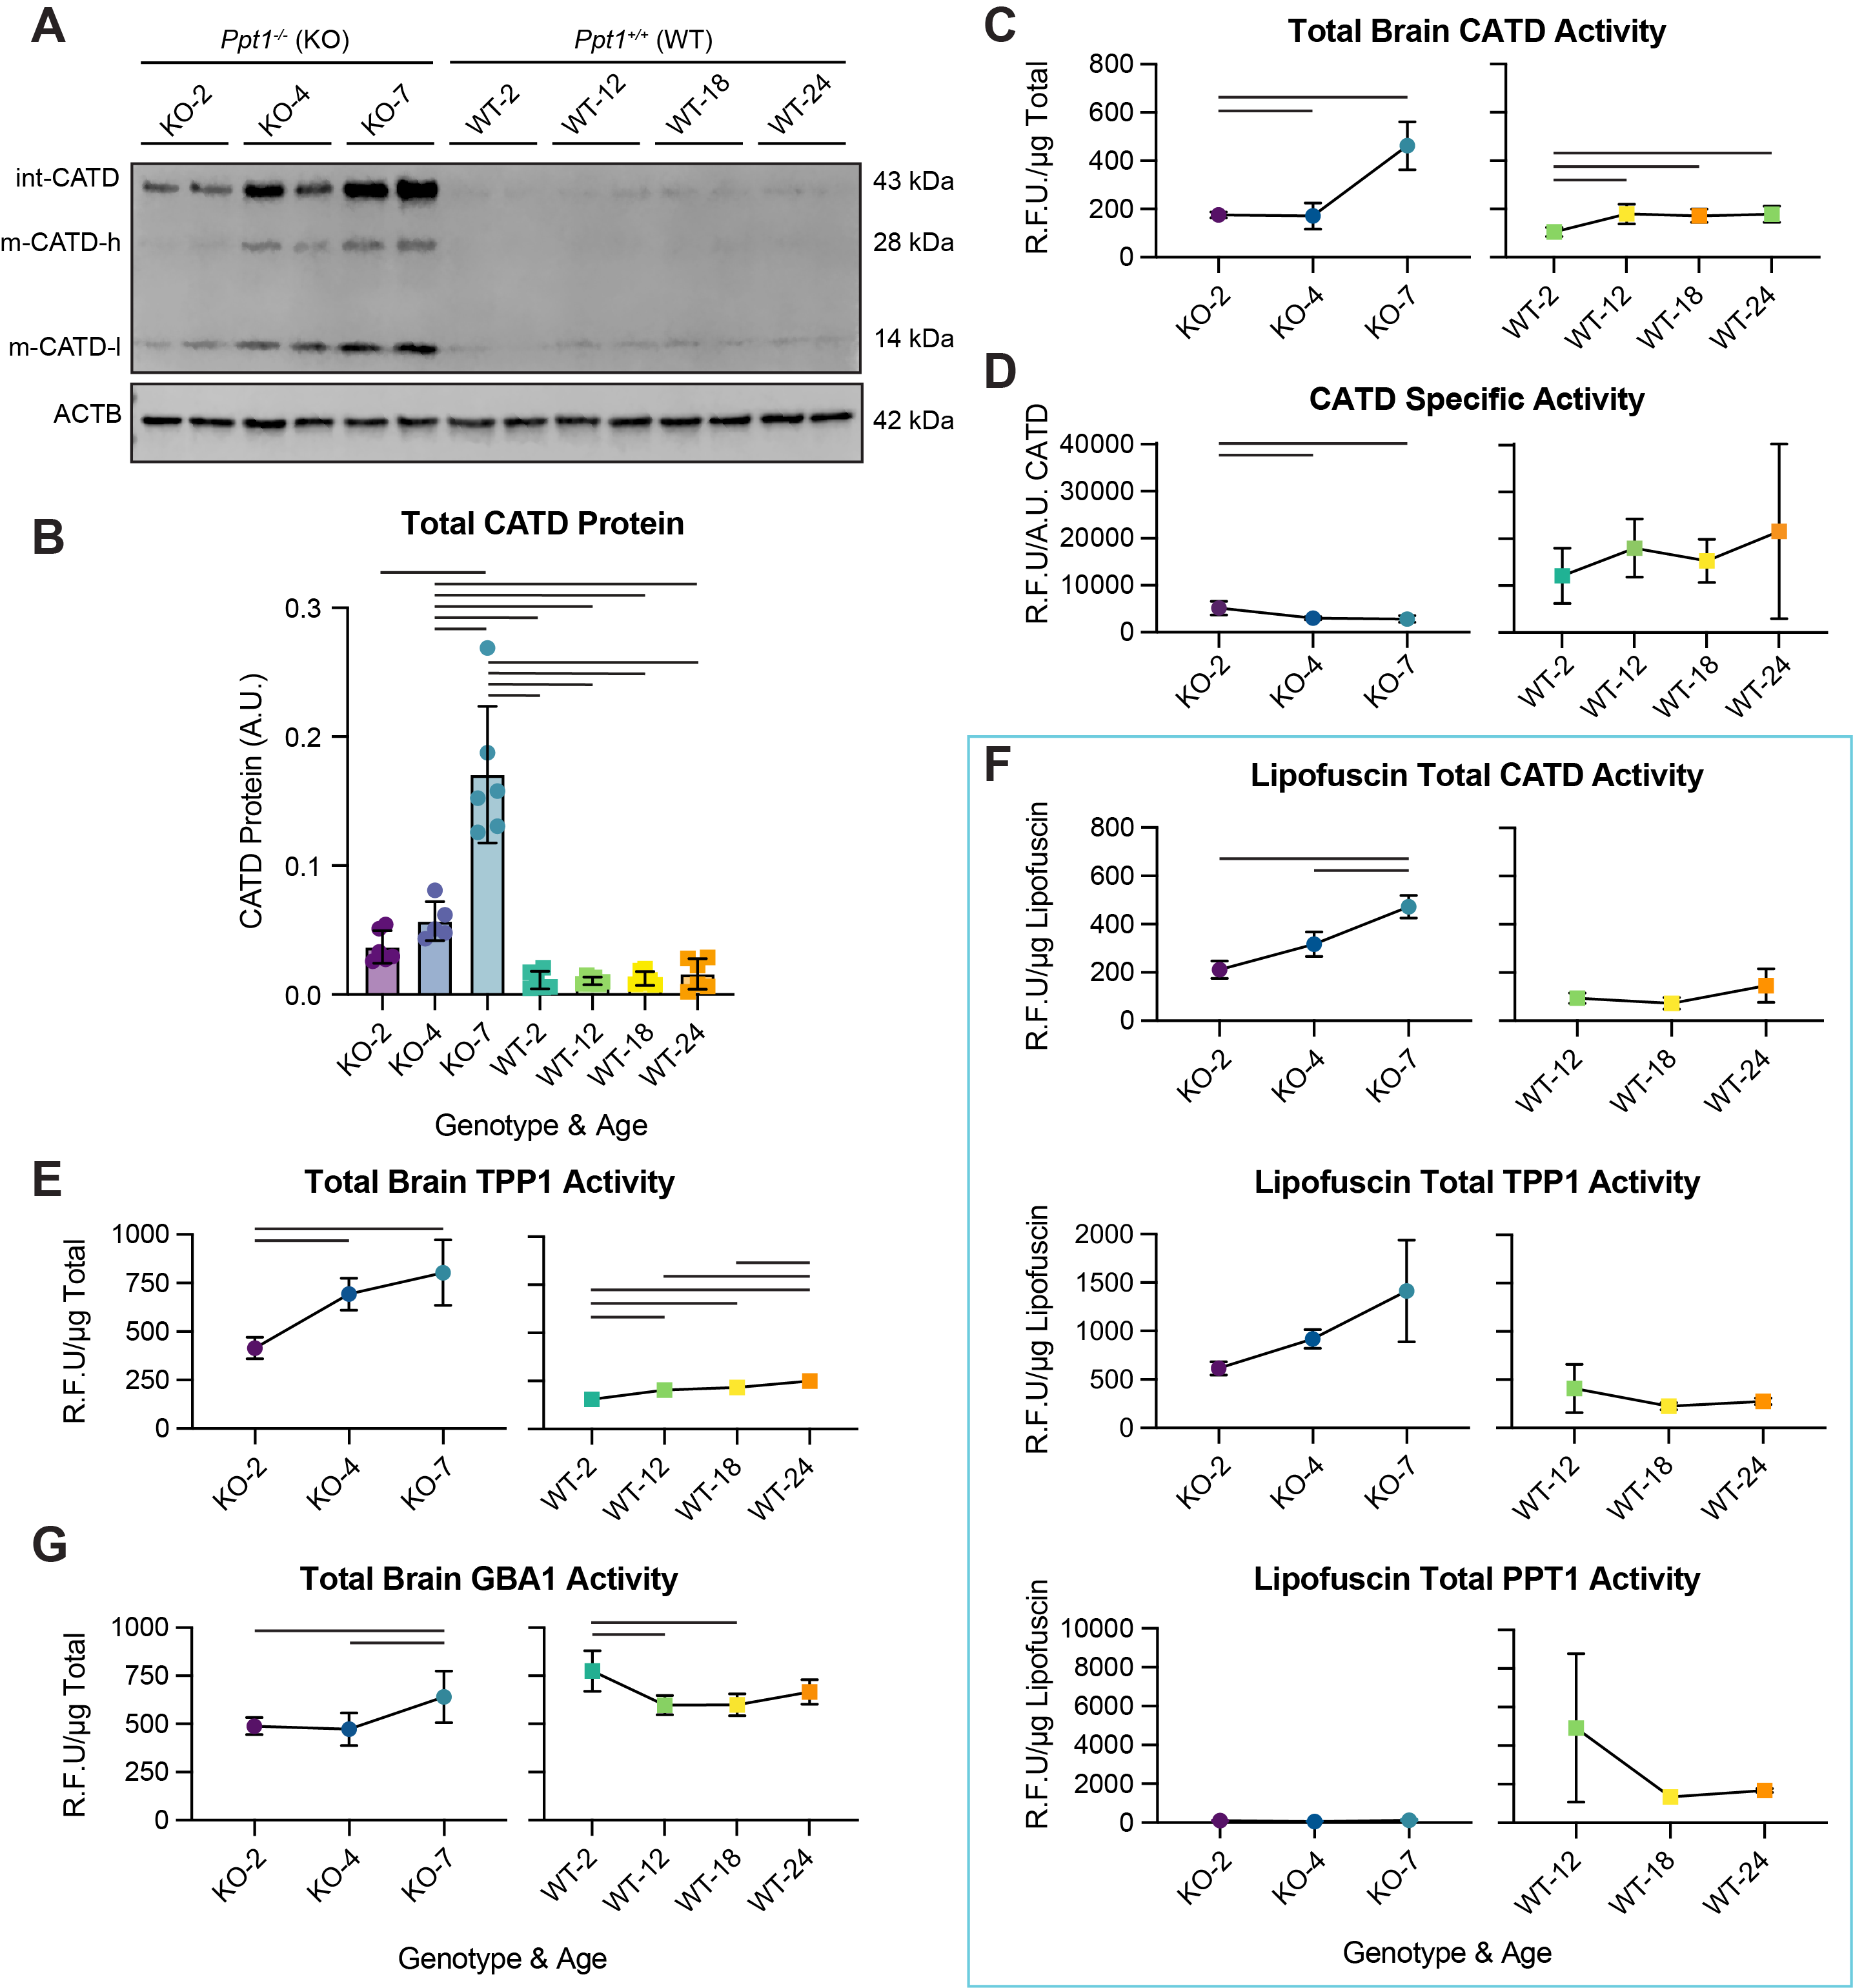 A
Ppt1-/- (KO)
Ppt1+/+ (WT)
KO-2
KO-4
KO-7
WT-2
WT-12
WT-18
WT-24
int-CATD
43 kDa
m-CATD-h
28 kDa
m-CATD-l
14 kDa
ACTB
42 kDa
B
Total CATD Protein
CATD Protein (A.U.)
0.3
0.2
0.1
0.0
KO-2
KO-4
KO-7
WT-2
WT-12
WT-18
WT-24
Genotype & Age
C
Total Brain CATD Activity
R.F.U./µg Total
800
600
400
200
0
KO-2
KO-4
KO-7
WT-2
WT-12
WT-18
WT-24
D
CATD Specific Activity
R.F.U/A.U. CATD
40000
30000
20000
10000
0
KO-2
KO-4
KO-7
WT-2
WT-12
WT-18
WT-24
E
Total Brain TPP1 Activity
R.F.U/µg Total
1000
750
500
250
0
KO-2
KO-4
KO-7
WT-2
WT-12
WT-18
WT-24
F
Lipofuscin Total CATD Activity
R.F.U/µg Lipofuscin
800
600
400
200
0
KO-2
KO-4
KO-7
WT-12
WT-18
WT-24
Lipofuscin Total TPP1 Activity
R.F.U/µg Lipofuscin
2000
1500
1000
500
0
KO-2
KO-4
KO-7
WT-12
WT-18
WT-24
Lipofuscin Total PPT1 Activity
R.F.U/µg Lipofuscin
10000
8000
6000
4000
2000
0
KO-2
KO-4
KO-7
WT-12
WT-18
WT-24
Genotype & Age
G
Total Brain GBA1 Activity
R.F.U/µg Total
1000
750
500
250
0
KO-2
KO-4
KO-7
WT-2
WT-12
WT-18
WT-24
Genotype & Age